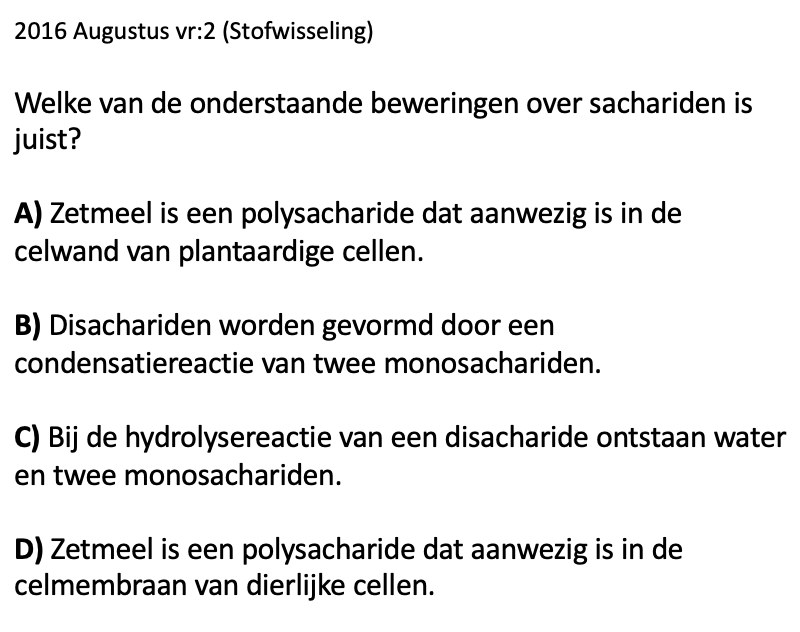 2016 Augustus vr:2 (Stofwisseling)
Welke van de onderstaande beweringen over sachariden is
juist?
A) Zetmeel is een polysacharide dat aanwezig is in de
celwand van plantaardige cellen.
B) Disachariden worden gevormd door een
condensatiereactie van twee monosachariden.
C) Bij de hydrolysereactie van een disacharide ontstaan water
en twee monosachariden.
D) Zetmeel is een polysacharide dat aanwezig is in de
celmembraan van dierlijke cellen.